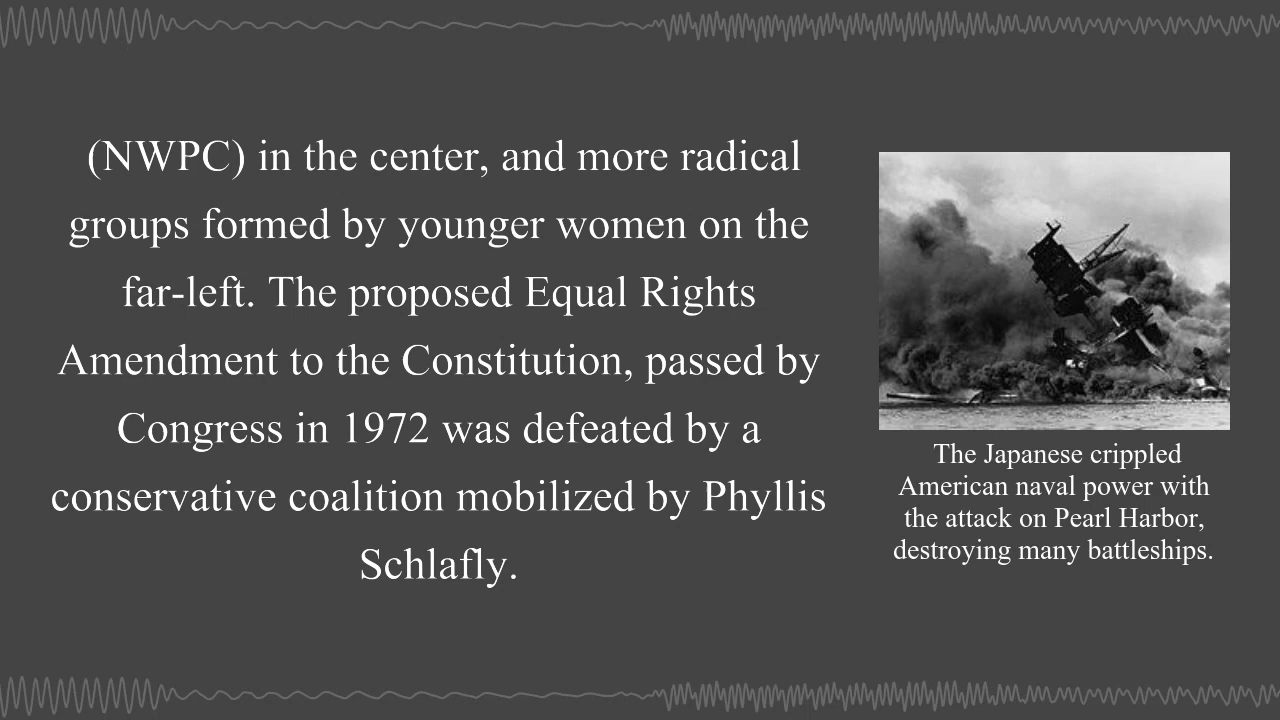 (NWPC) in the center, and more radical
groups formed by younger women on the
far-left. The proposed Equal Rights
Amendment to the Constitution, passed by
Congress in 1972 was defeated by a
conservative coalition mobilized by Phyllis
Schlafly.
The Japanese crippled
American naval power with
the attack on Pearl Harbor,
destroying many battleships.